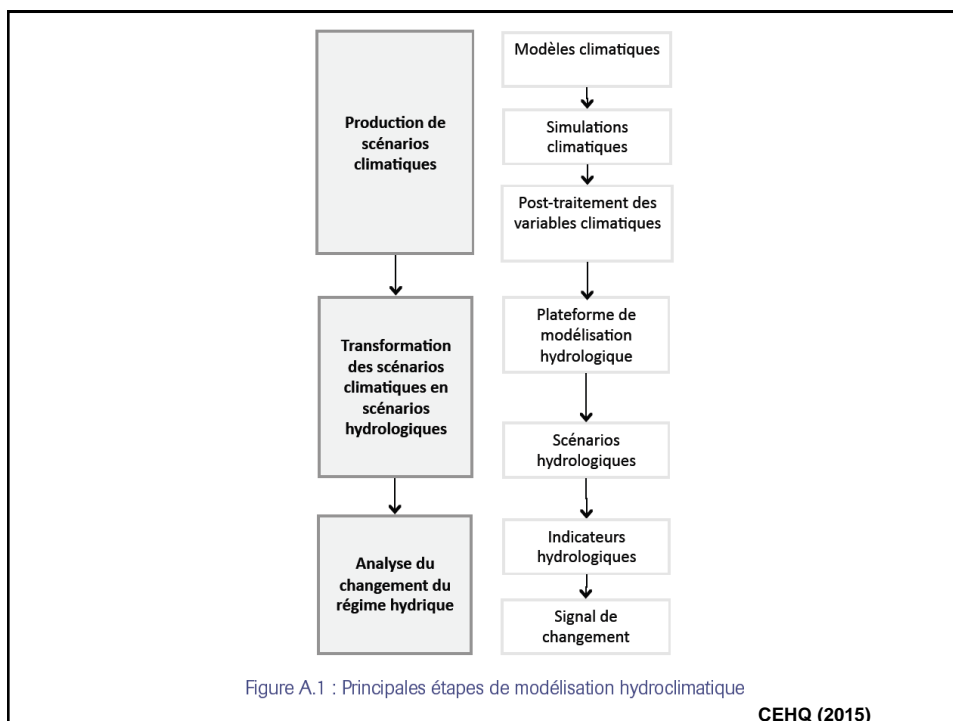 Production de
scénarios
climatiques
Modèles climatiques
Simulations
climatiques
Post-traitement des
variables climatiques
Transformation
des scénarios
climatiques en
scénarios
hydrologiques
Plateforme de
modélisation
hydrologique
Scénarios
hydrologiques
Analyse du
changement du
régime hydrique
Indicateurs
hydrologiques
Signal de
changement
Figure A.1 : Principales étapes de modélisation hydroclimatique
CEHQ (2015)